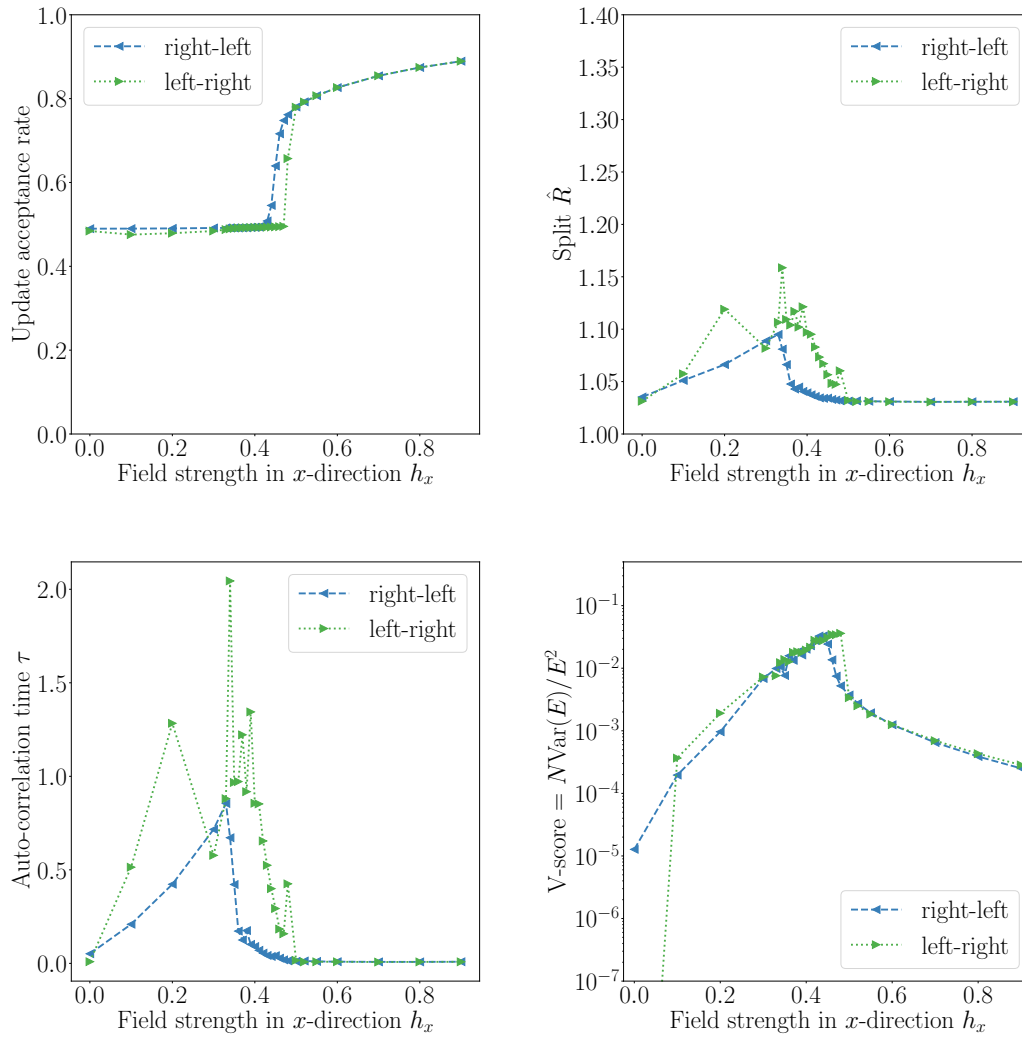 Update acceptance rate
1.0
0.8
0.6
0.4
0.2
0.0
right-left
left-right
0.0 0.2 0.4 0.6 0.8
Field strength in x-direction h_x
Split R̂
1.40
1.35
1.30
1.25
1.20
1.15
1.10
1.05
1.00
right-left
left-right
0.0 0.2 0.4 0.6 0.8
Field strength in x-direction h_x
Auto-correlation time τ
2.0
1.5
1.0
0.5
0.0
right-left
left-right
0.0 0.2 0.4 0.6 0.8
Field strength in x-direction h_x
V-score = NVar(E)/E²
10⁻¹
10⁻²
10⁻³
10⁻⁴
10⁻⁵
10⁻⁶
10⁻⁷
right-left
left-right
0.0 0.2 0.4 0.6 0.8
Field strength in x-direction h_x